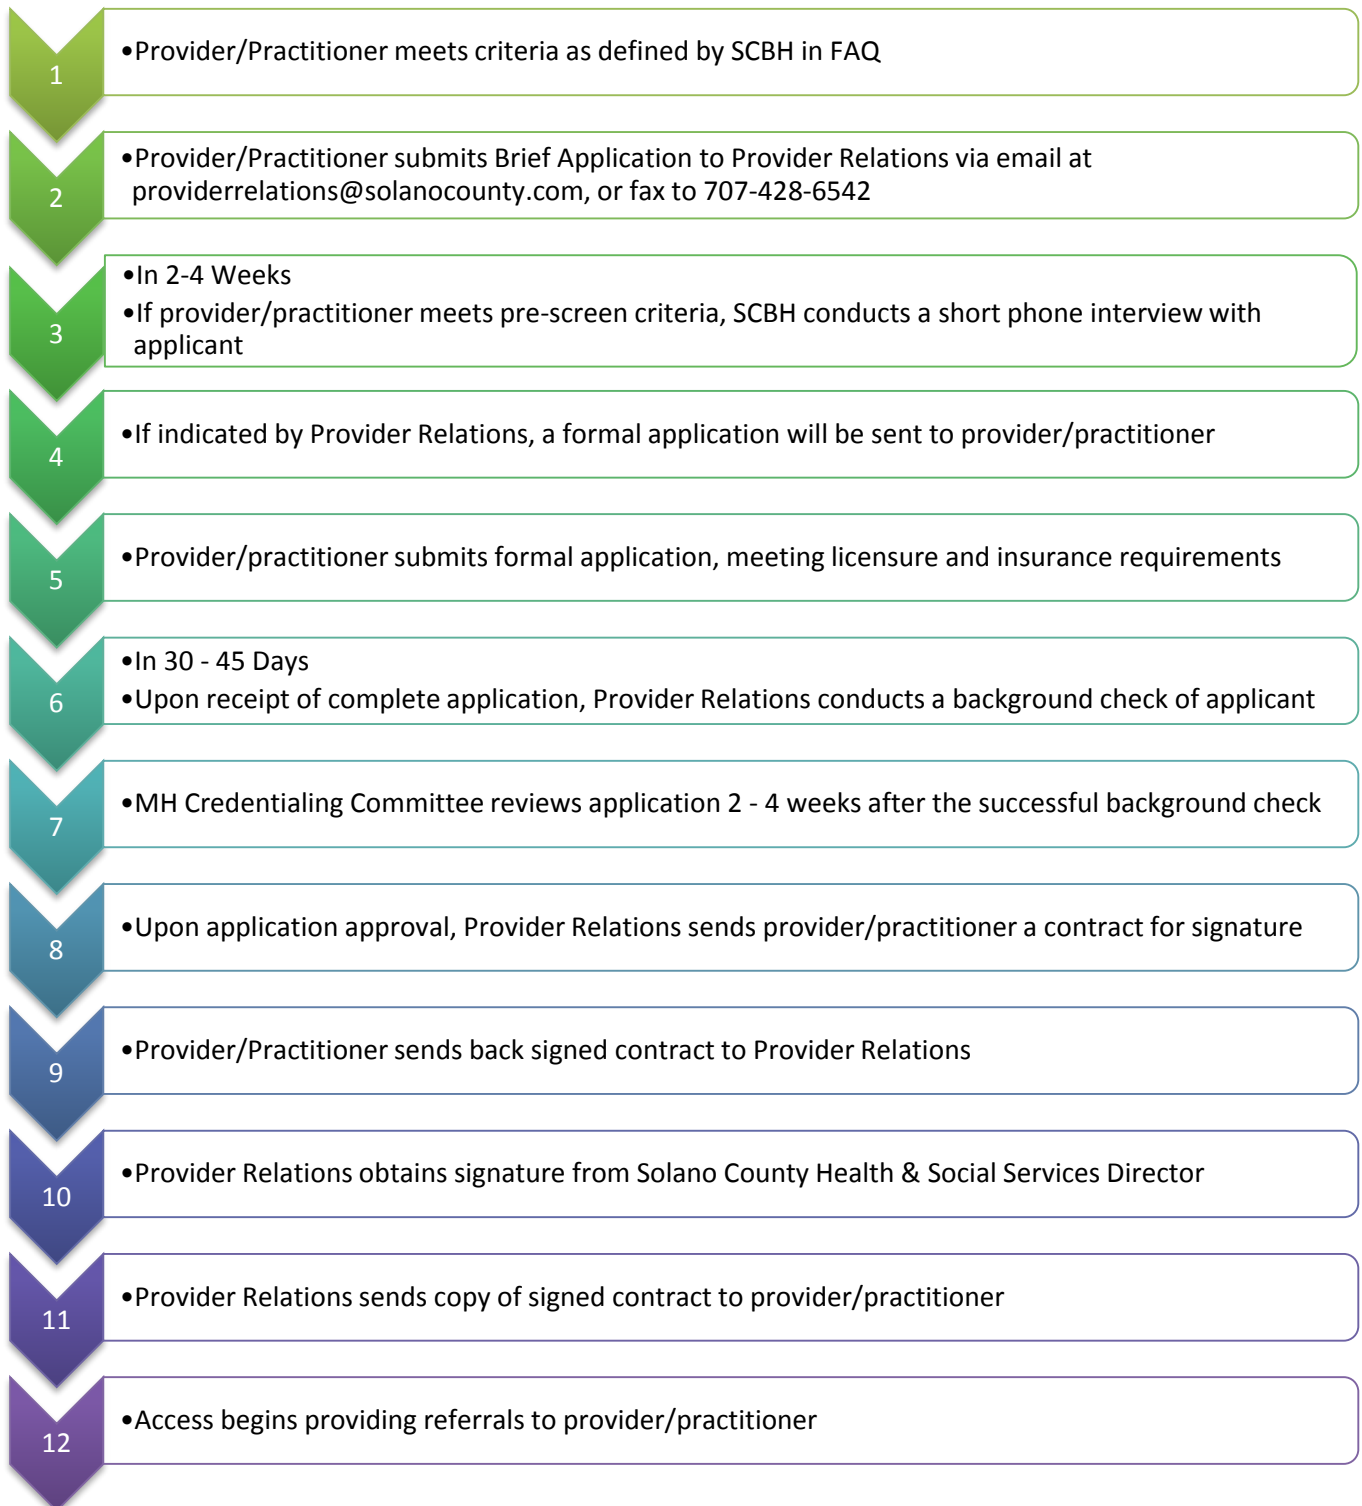 1
•Provider/Practitioner meets criteria as defined by SCBH in FAQ
2
•Provider/Practitioner submits Brief Application to Provider Relations via email at
providerrelations@solanocounty.com, or fax to 707-428-6542
3
•In 2-4 Weeks
•If provider/practitioner meets pre-screen criteria, SCBH conducts a short phone interview with
applicant
4
•If indicated by Provider Relations, a formal application will be sent to provider/practitioner
5
•Provider/practitioner submits formal application, meeting licensure and insurance requirements
6
•In 30 - 45 Days
•Upon receipt of complete application, Provider Relations conducts a background check of applicant
7
•MH Credentialing Committee reviews application 2 - 4 weeks after the successful background check
8
•Upon application approval, Provider Relations sends provider/practitioner a contract for signature
9
•Provider/Practitioner sends back signed contract to Provider Relations
10
•Provider Relations obtains signature from Solano County Health & Social Services Director
11
•Provider Relations sends copy of signed contract to provider/practitioner
12
•Access begins providing referrals to provider/practitioner